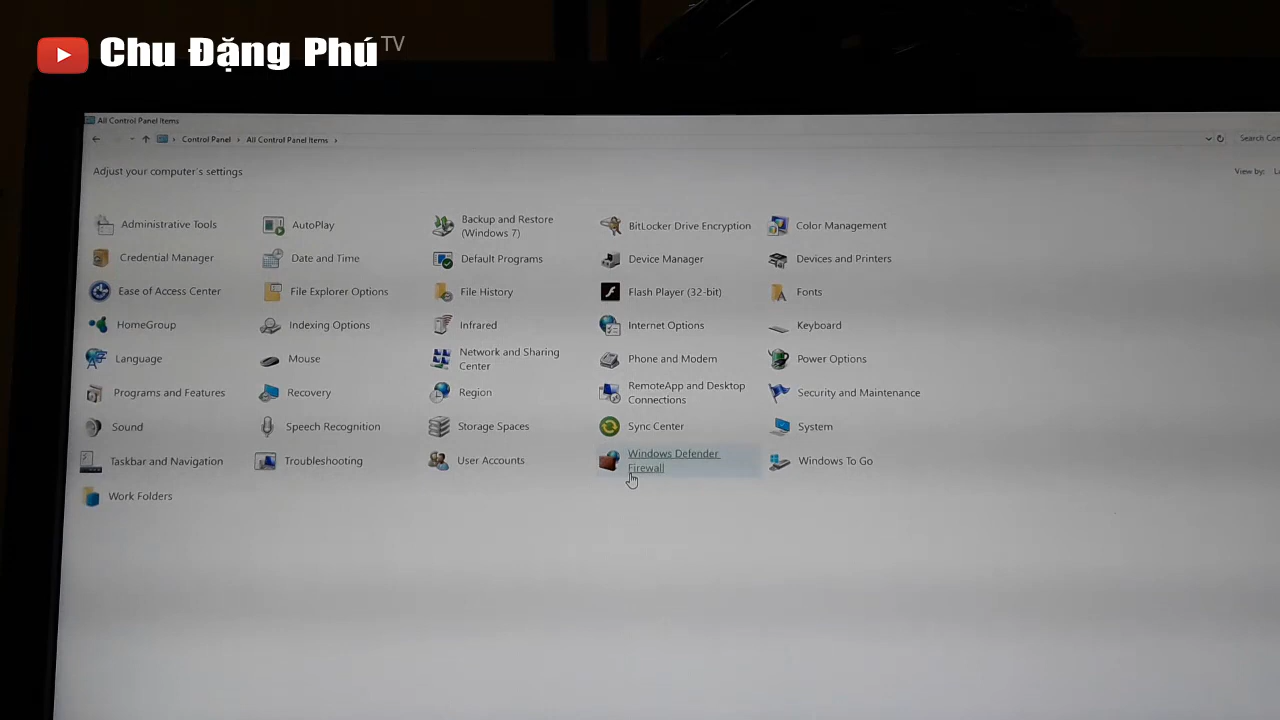 Chu Đặng Phú TV
All Control Panel Items
Control Panel › All Control Panel Items ›
Search Con
Adjust your computer's settings
View by:
Administrative Tools
AutoPlay
Backup and Restore
(Windows 7)
BitLocker Drive Encryption
Color Management
Credential Manager
Date and Time
Default Programs
Device Manager
Devices and Printers
Ease of Access Center
File Explorer Options
File History
Flash Player (32-bit)
Fonts
HomeGroup
Indexing Options
Infrared
Internet Options
Keyboard
Language
Mouse
Network and Sharing
Center
Phone and Modem
Power Options
Programs and Features
Recovery
Region
RemoteApp and Desktop
Connections
Security and Maintenance
Sound
Speech Recognition
Storage Spaces
Sync Center
System
Taskbar and Navigation
Troubleshooting
User Accounts
Windows Defender
Firewall
Windows To Go
Work Folders